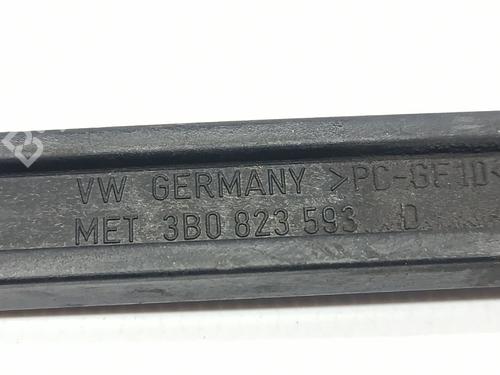 VW GERMANY >PC-GF10<
MET 3B0 823 593 D